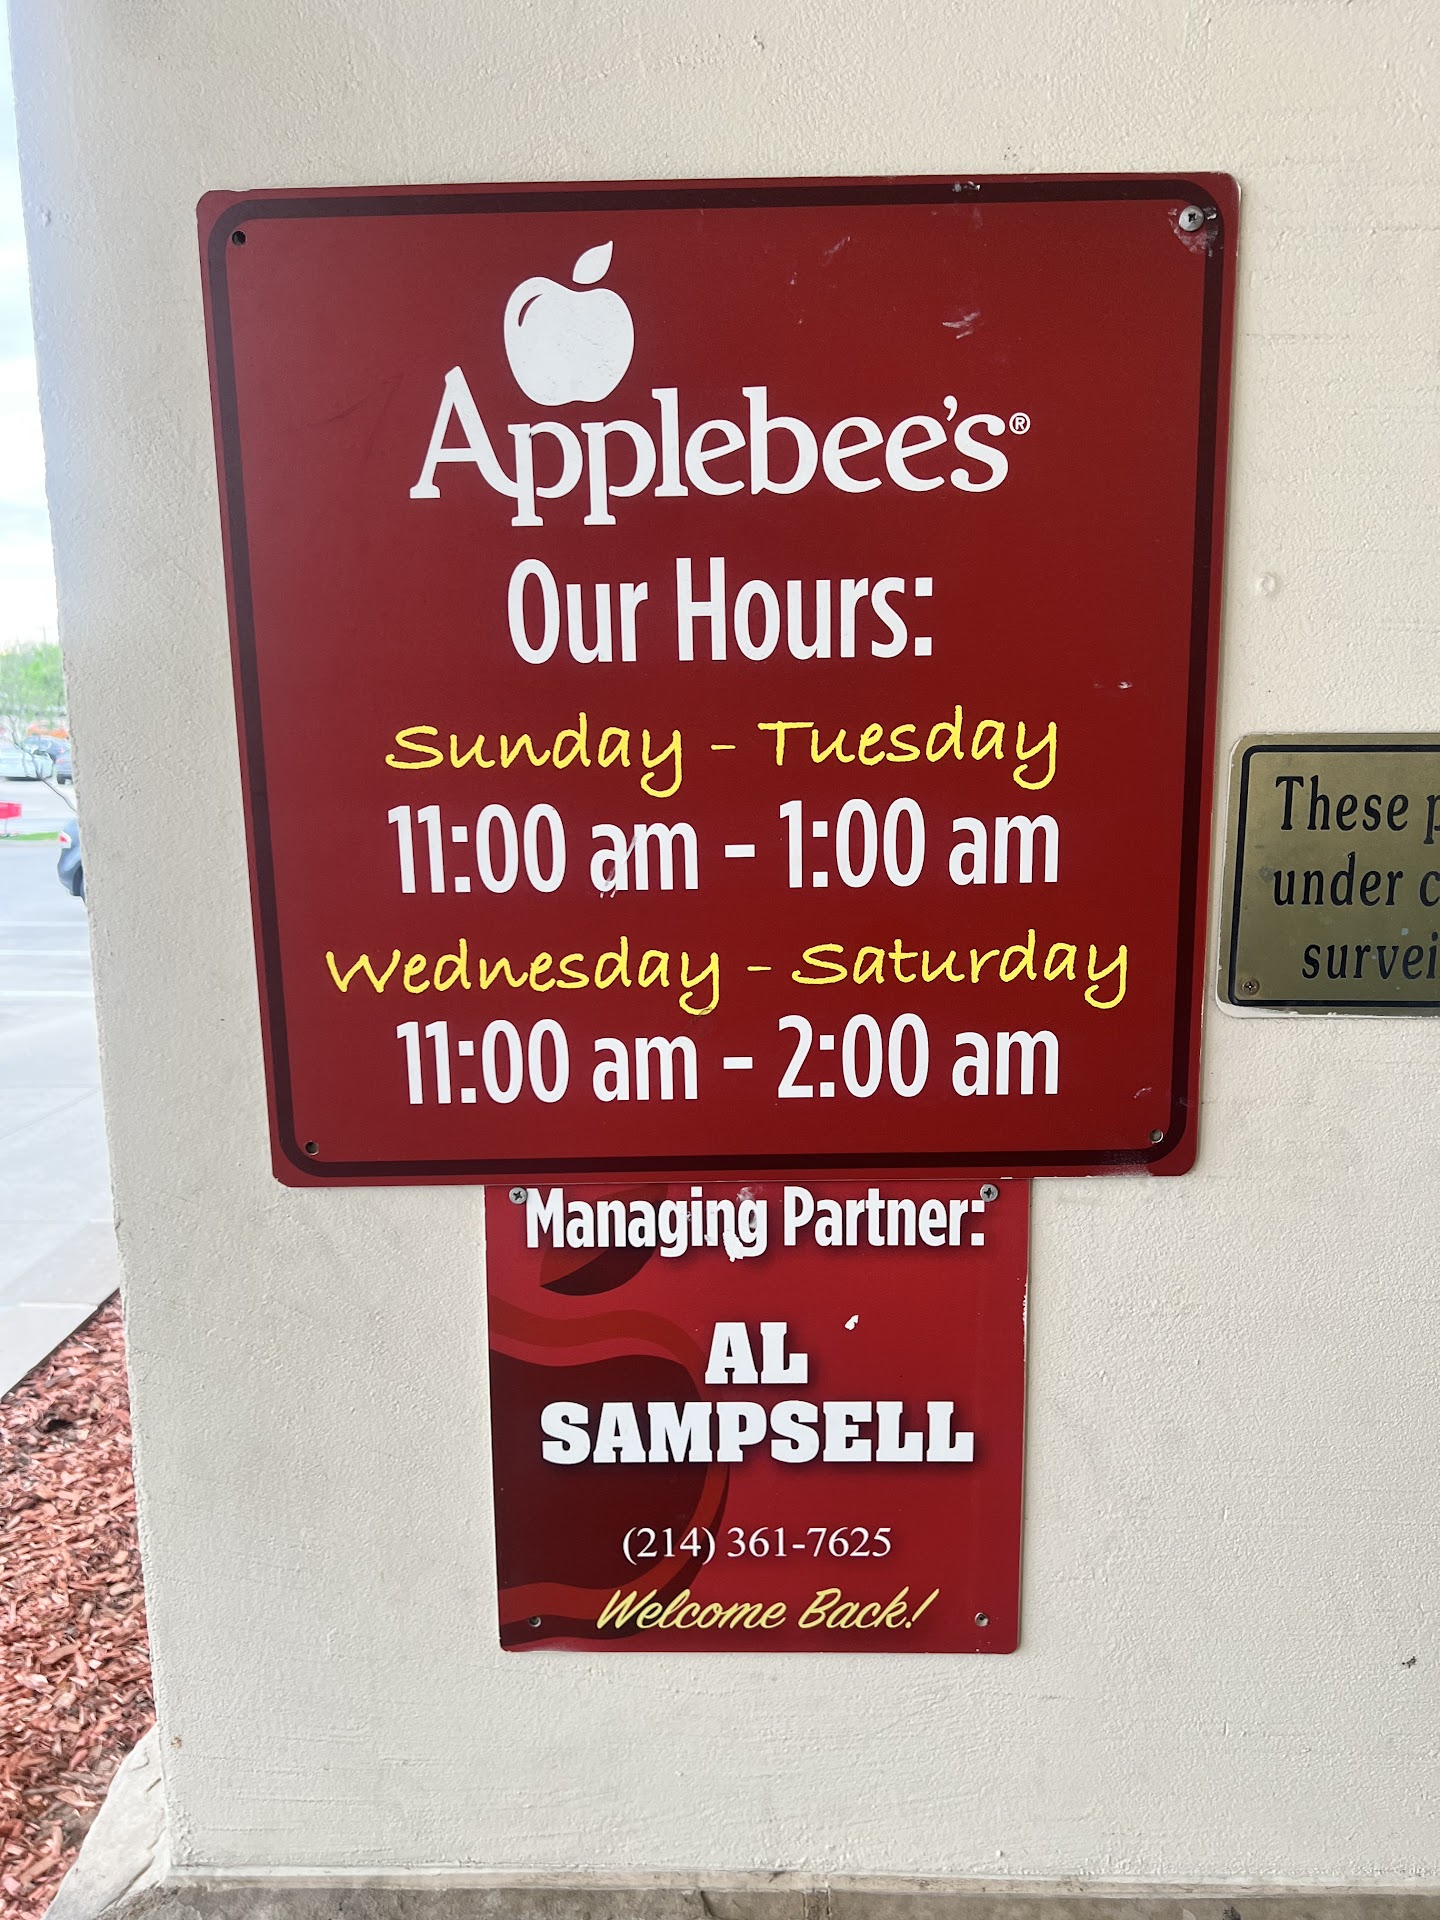 Applebee's®
Our Hours:
Sunday - Tuesday
11:00 am - 1:00 am
Wednesday - Saturday
11:00 am - 2:00 am
Managing Partner:
AL
SAMPSELL
(214) 361-7625
Welcome Back!
These
under